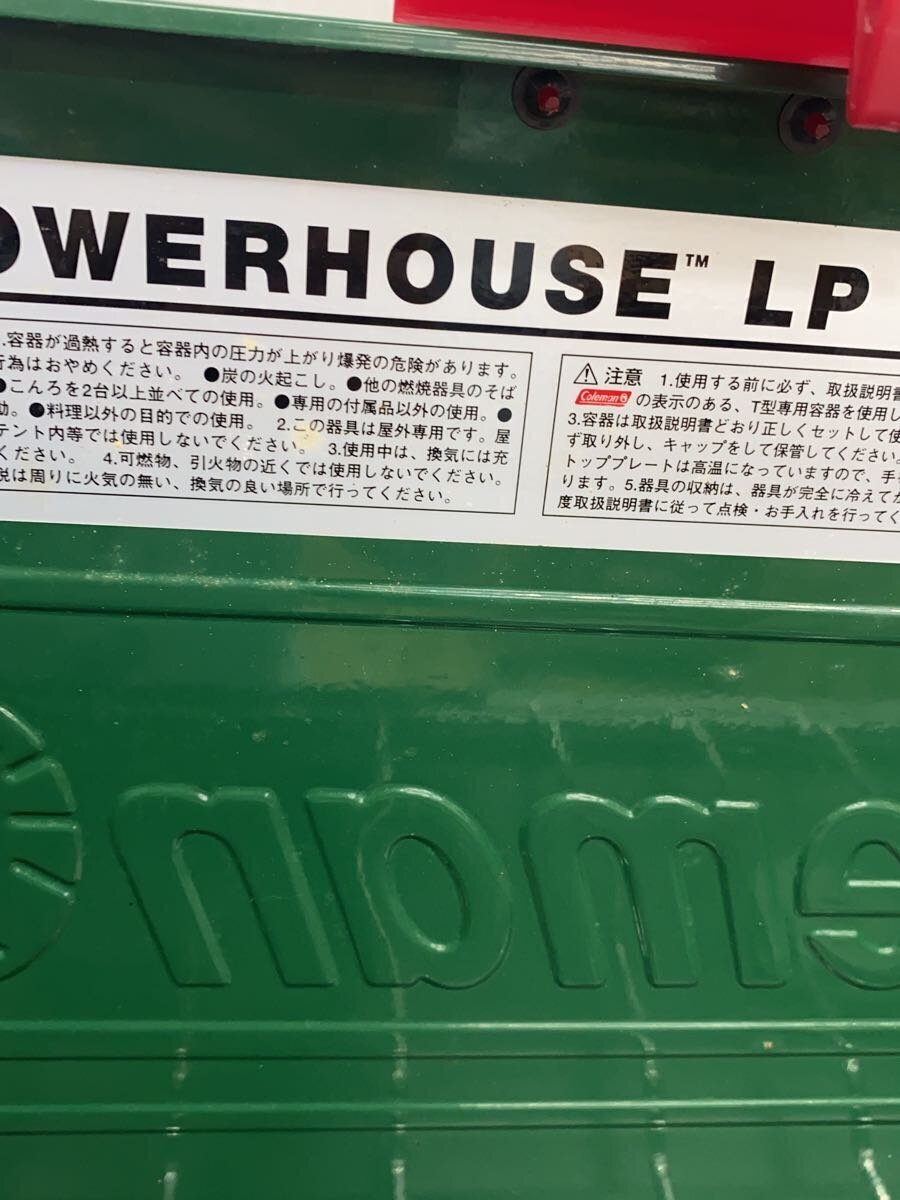 OWERHOUSE™ LP
1.容器が過熱すると容器内の圧力が上がり爆発の危険があります。
行為はおやめください。 ●炭の火起こし。●他の燃焼器具のそば
●こんろを2台以上並べての使用。●専用の付属品以外の使用。●
動。●料理以外の目的での使用。 2.この器具は屋外専用です。屋
テント内等では使用しないでください。 3.使用中は、換気には充
ください。 4.可燃物、引火物の近くでは使用しないでください。
脱は周りに火気の無い、換気の良い場所で行ってください。
⚠ 注意 1.使用する前に必ず、取扱説明書
Coleman の表示のある、T型専用容器を使用し
3.容器は取扱説明書どおり正しくセットして使
ず取り外し、キャップをして保管してください。
トッププレートは高温になっていますので、手
ります。5.器具の収納は、器具が完全に冷えてか
度取扱説明書に従って点検・お手入れを行ってく